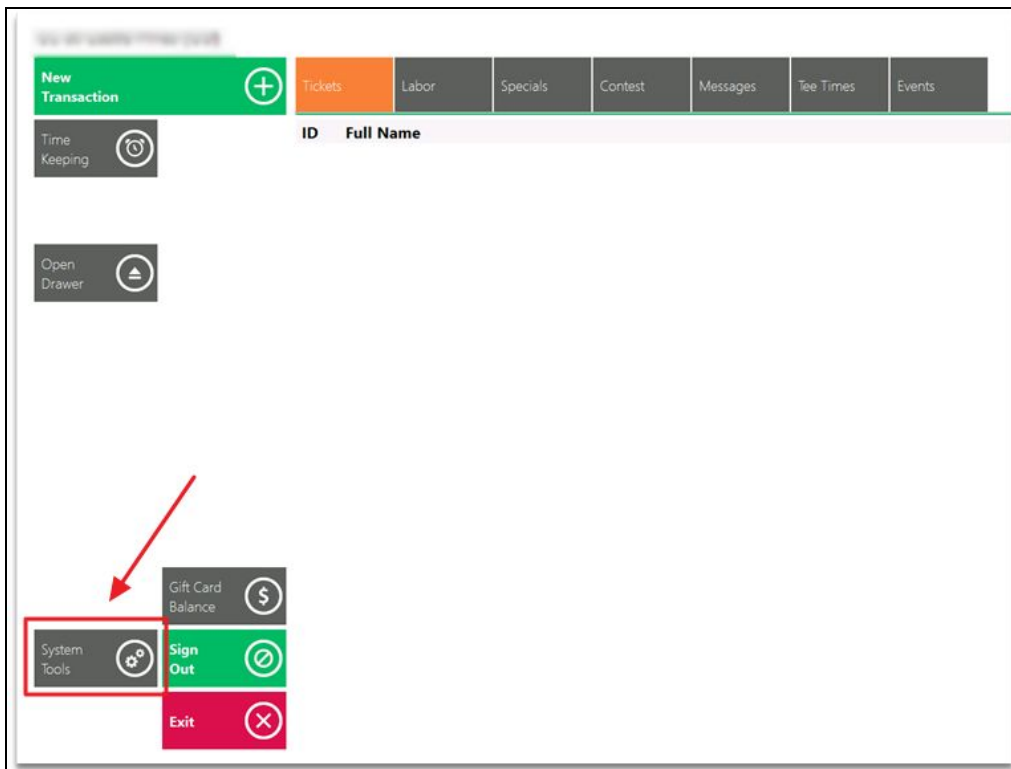 New
Transaction
Tickets
Labor
Specials
Contest
Messages
Tee Times
Events
ID Full Name
Time
Keeping
Open
Drawer
Gift Card
Balance
$
System
Tools
Sign
Out
Exit